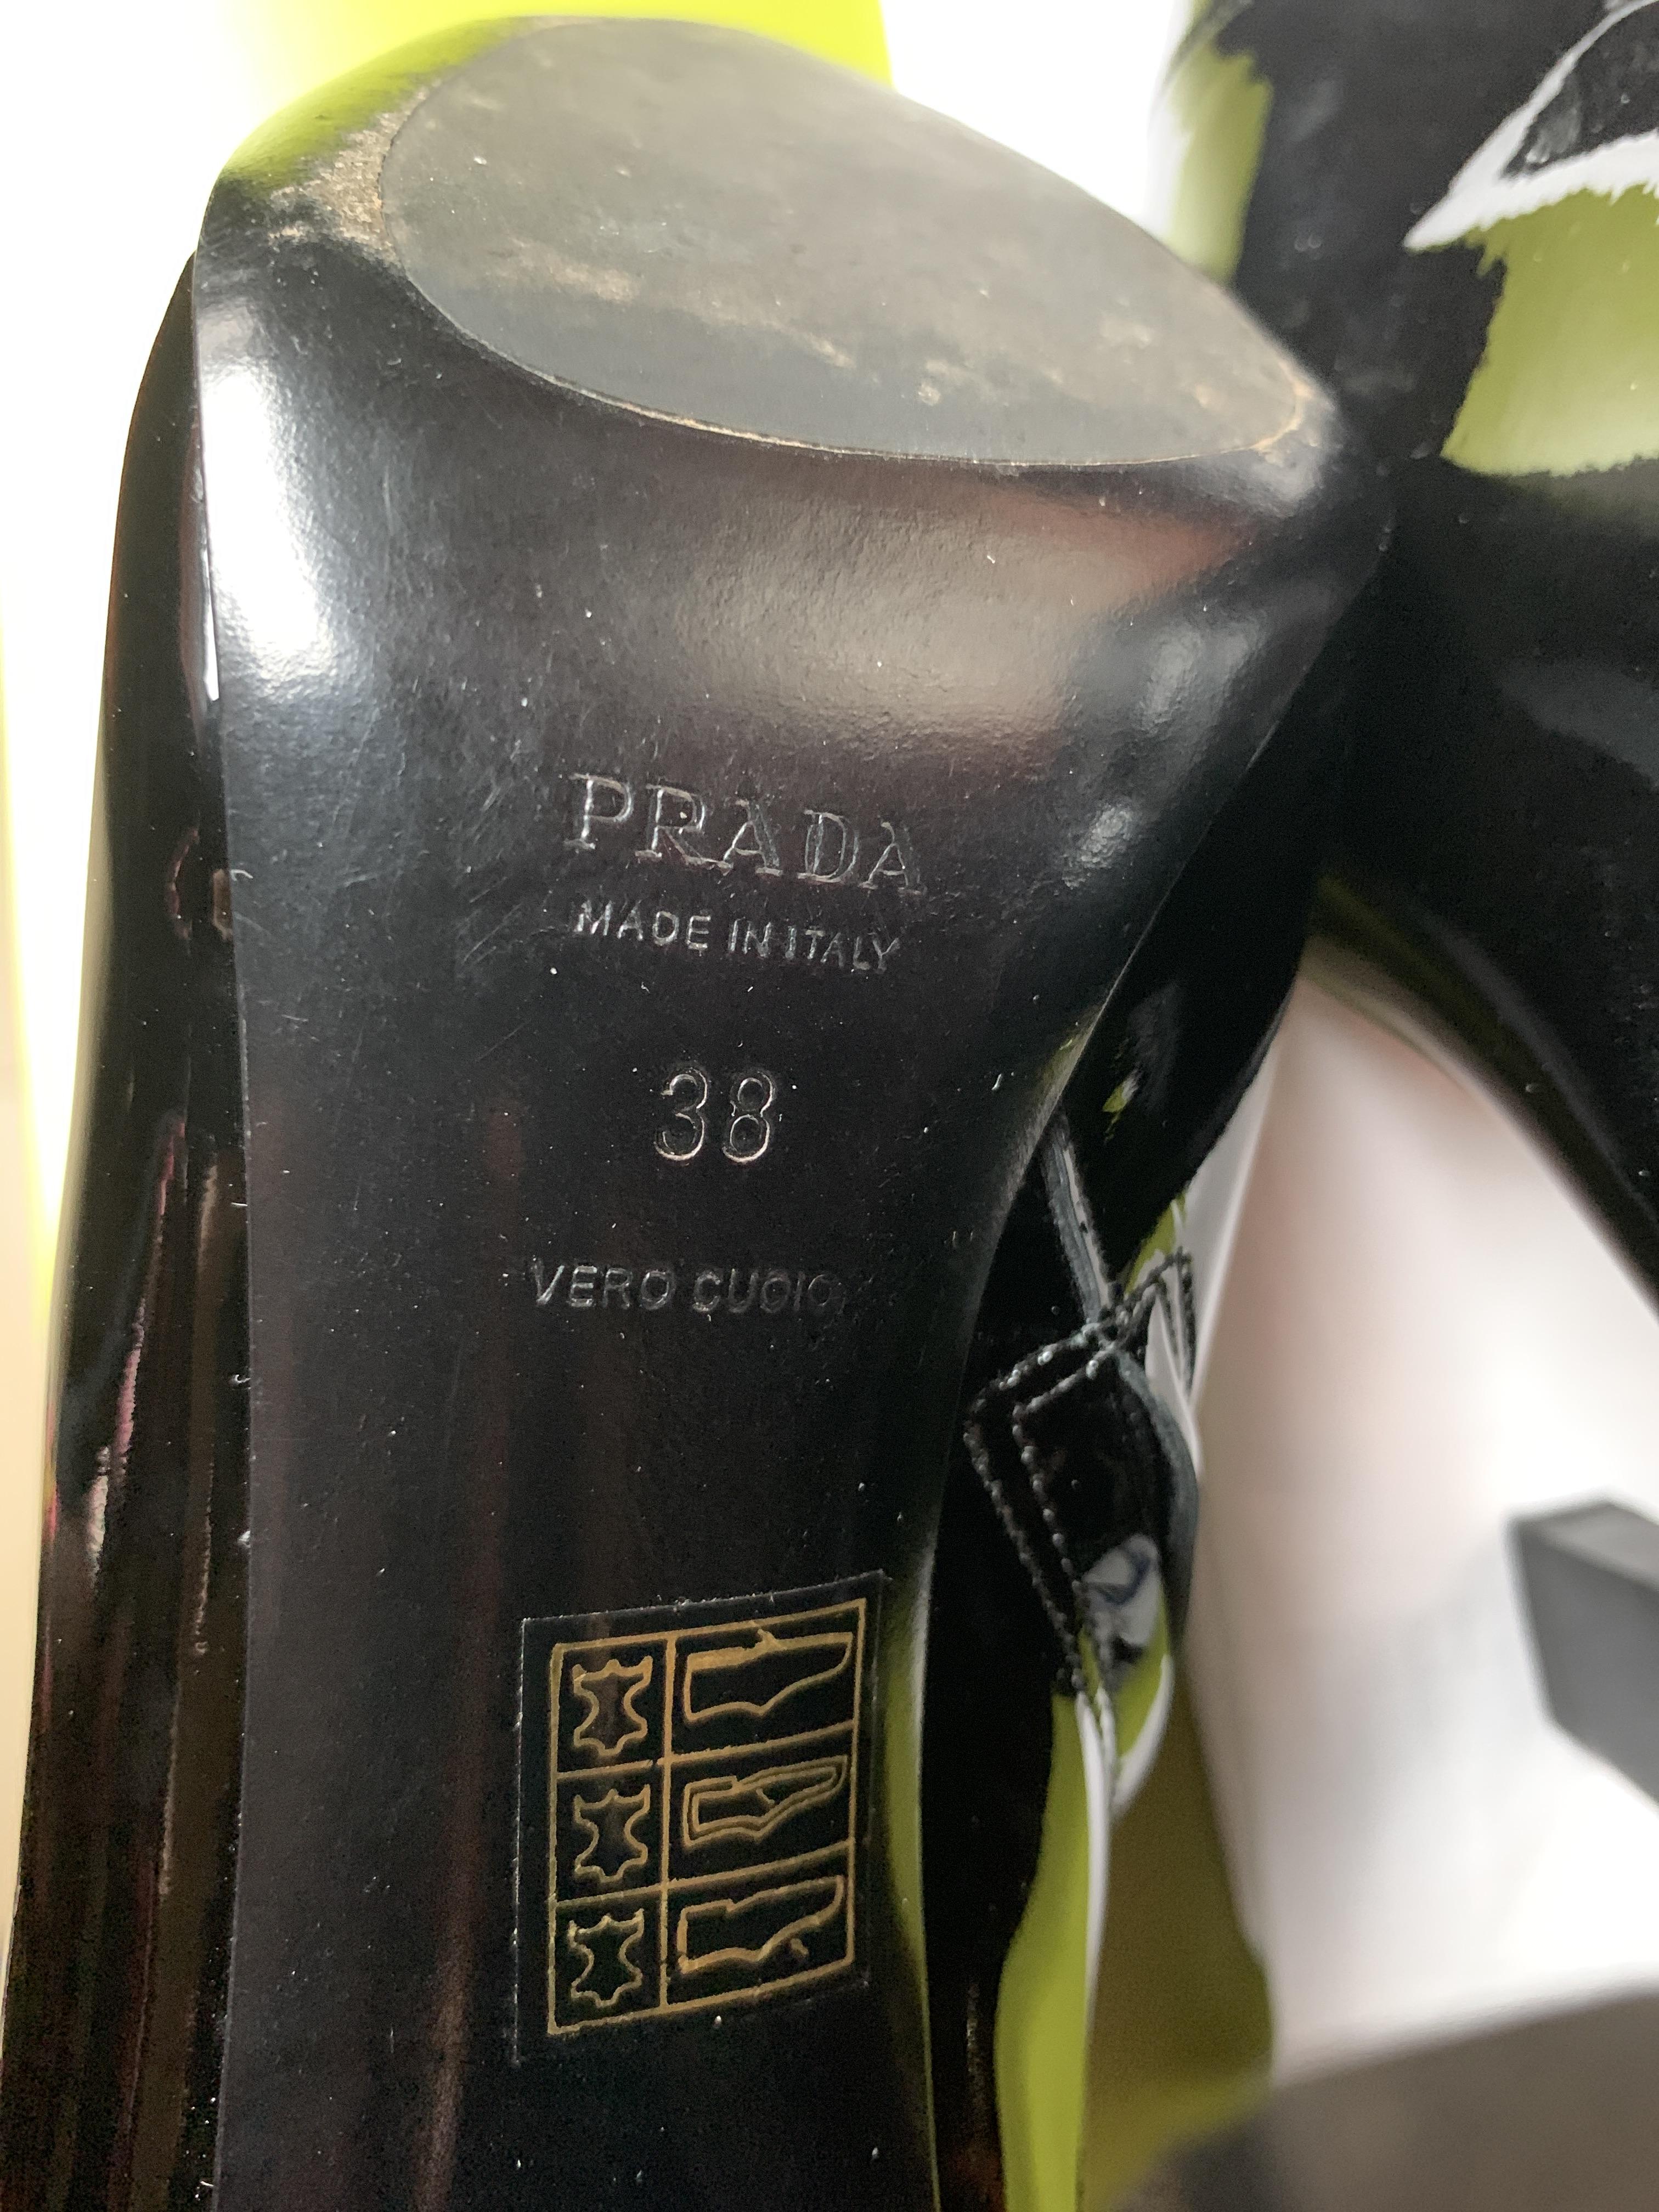 PRADA
MADE IN ITALY
38
VERO CUOIO